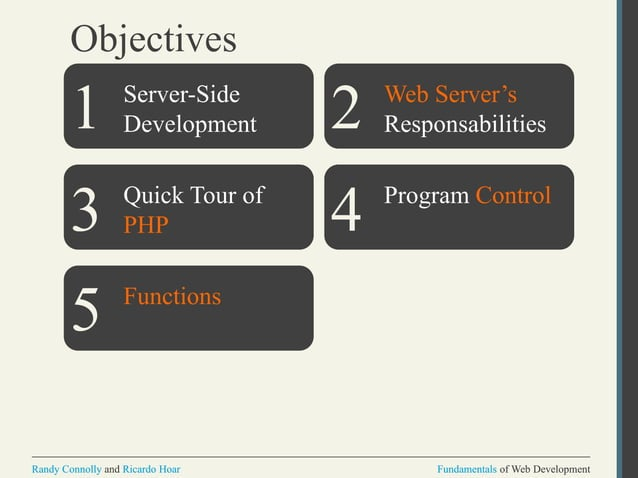 Objectives
1
Server-Side
Development
2
Web Server’s
Responsabilities
3
Quick Tour of
PHP
4
Program Control
5
Functions
Randy Connolly and Ricardo Hoar
Fundamentals of Web Development